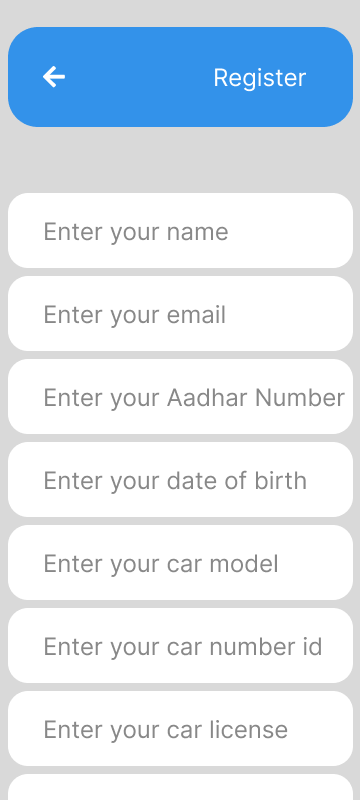 Register
Enter your name
Enter your email
Enter your Aadhar Number
Enter your date of birth
Enter your car model
Enter your car number id
Enter your car license